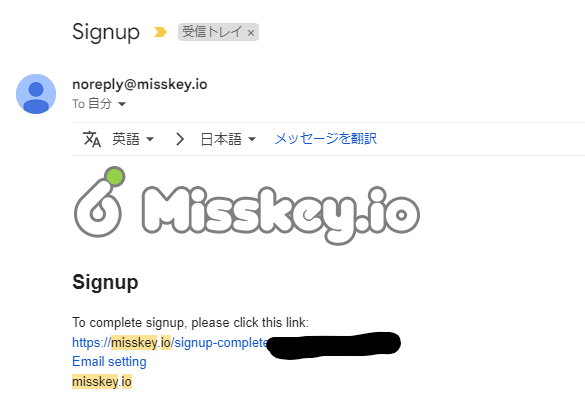 Signup 受信トレイ ×
noreply@misskey.io
To 自分
英語 日本語 メッセージを翻訳
Misskey.io
Signup
To complete signup, please click this link:
https://misskey.io/signup-complete
Email setting
misskey.io